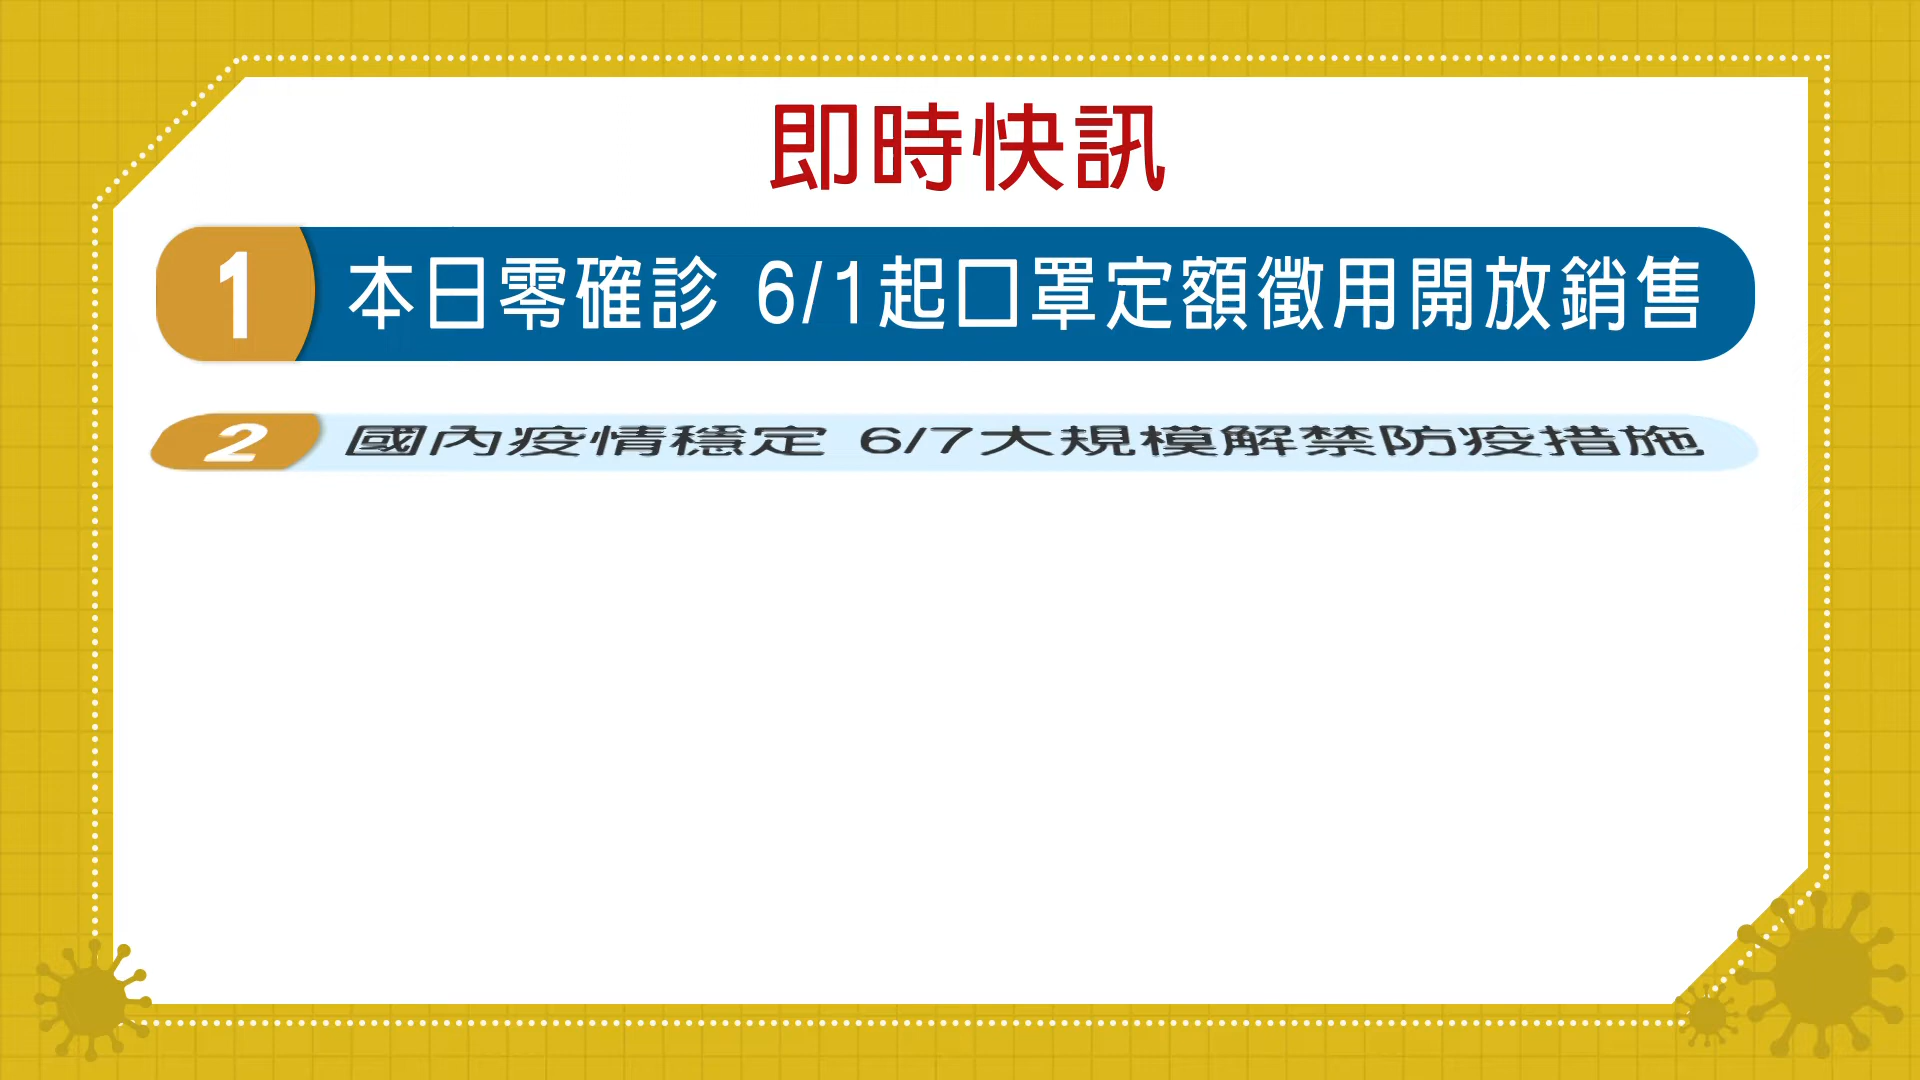 即時快訊
1 本日零確診 6/1起口罩定額徵用開放銷售
2 國內疫情穩定 6/7大規模解禁防疫措施